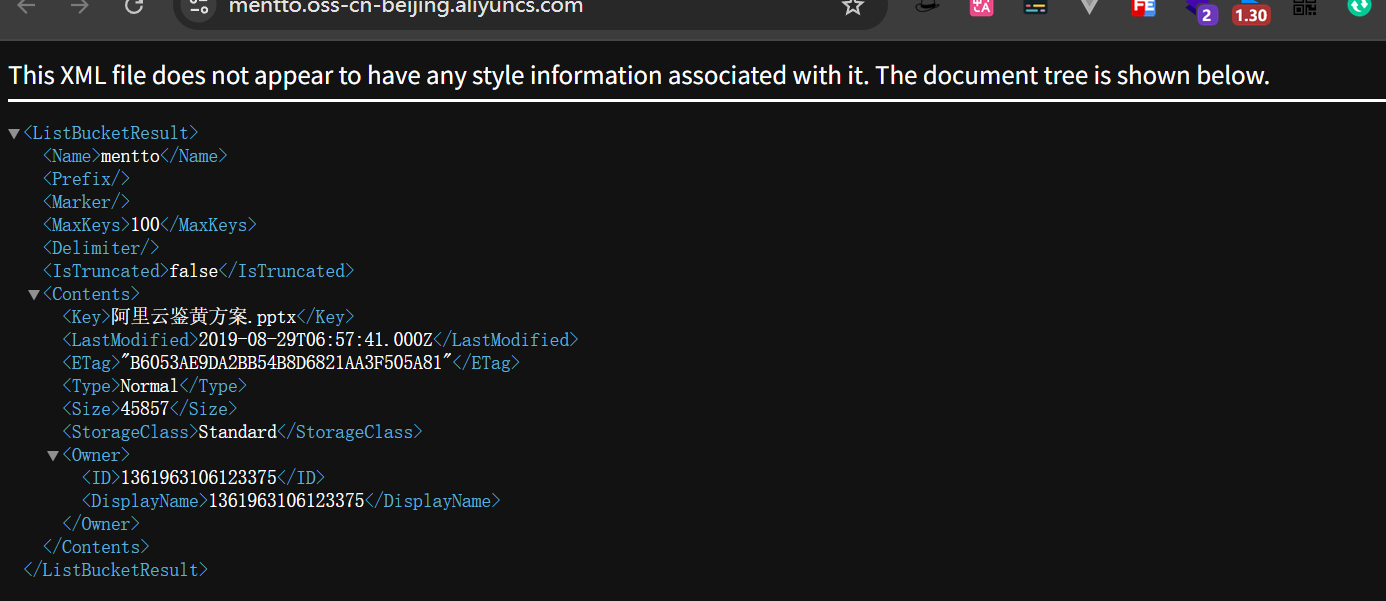 mentto.oss-cn-beijing.aliyuncs.com
FE
2
1.30
This XML file does not appear to have any style information associated with it. The document tree is shown below.
<ListBucketResult>
<Name>mentto</Name>
<Prefix/>
<Marker/>
<MaxKeys>100</MaxKeys>
<Delimiter/>
<IsTruncated>false</IsTruncated>
<Contents>
<Key>阿里云鉴黄方案.pptx</Key>
<LastModified>2019-08-29T06:57:41.000Z</LastModified>
<ETag>"B6053AE9DA2BB54B8D6821AA3F505A81"</ETag>
<Type>Normal</Type>
<Size>45857</Size>
<StorageClass>Standard</StorageClass>
<Owner>
<ID>1361963106123375</ID>
<DisplayName>1361963106123375</DisplayName>
</Owner>
</Contents>
</ListBucketResult>